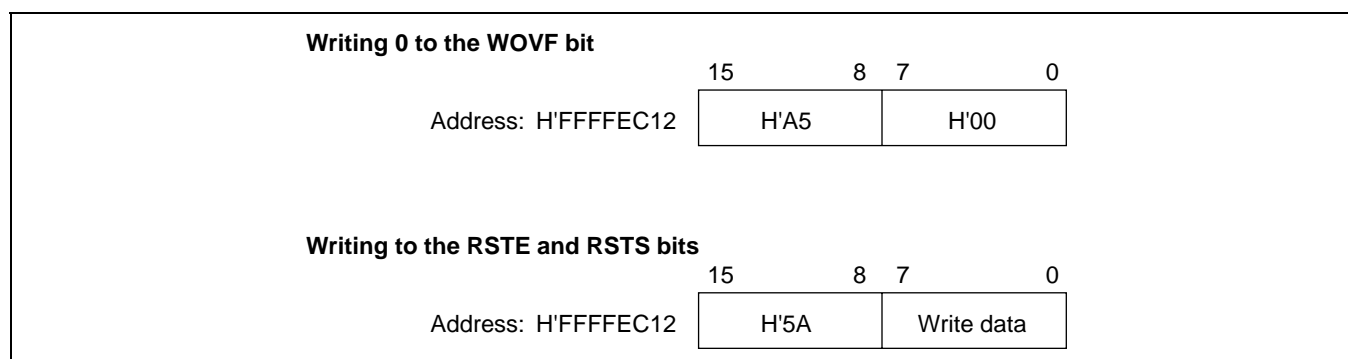 Writing 0 to the WOVF bit
15 8 7 0
Address: H'FFFFEC12 H'A5 H'00
Writing to the RSTE and RSTS bits
15 8 7 0
Address: H'FFFFEC12 H'5A Write data